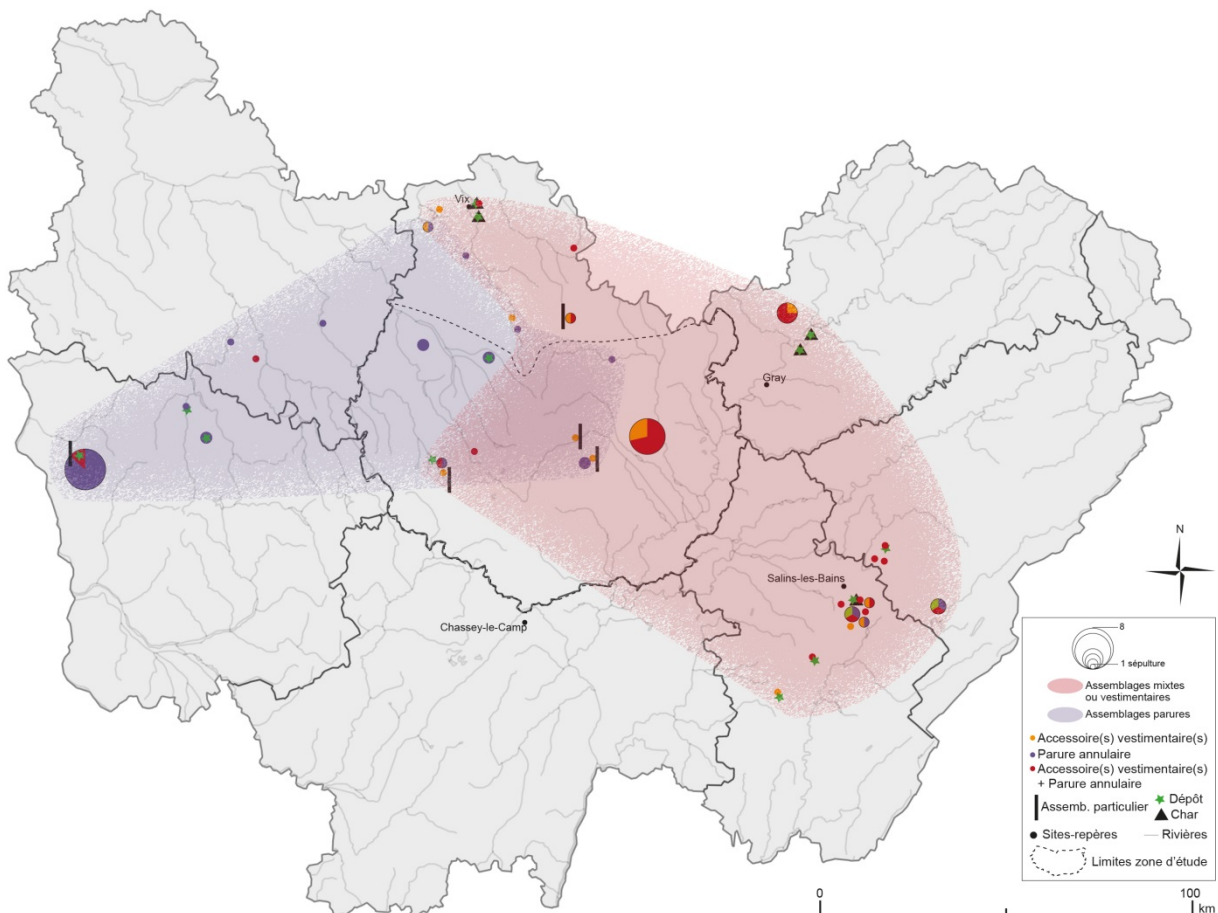 Vix
Gray
Salins-les-Bains
Chassey-le-Camp
N
8
1 sépulture
Assemblages mixtes
ou vestimentaires
Assemblages parures
Accessoire(s) vestimentaire(s)
Parure annulaire
Accessoire(s) vestimentaire(s)
+ Parure annulaire
Assemb. particulier
Dépôt
Char
Sites-repères
Rivières
Limites zone d'étude
0 100
km